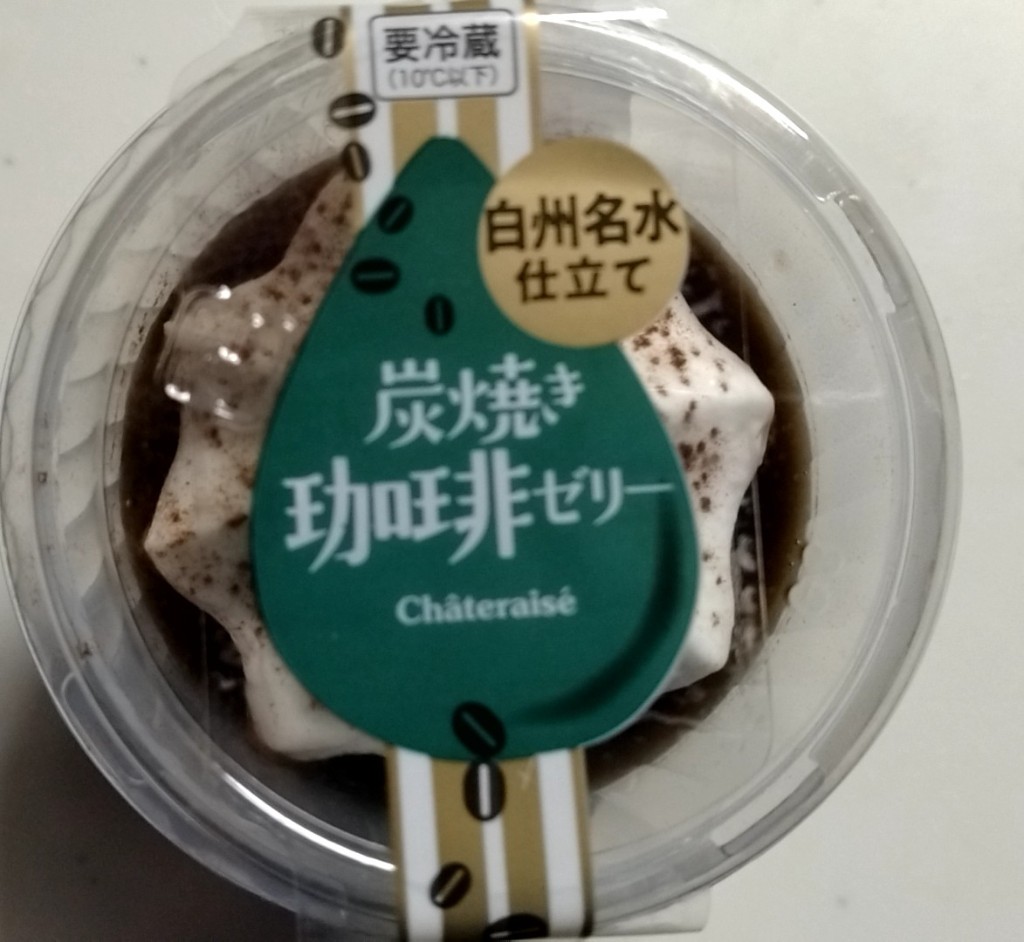 要冷蔵
(10℃以下)
白州名水
仕立て
炭焼き
珈琲ゼリー
Châteraisé